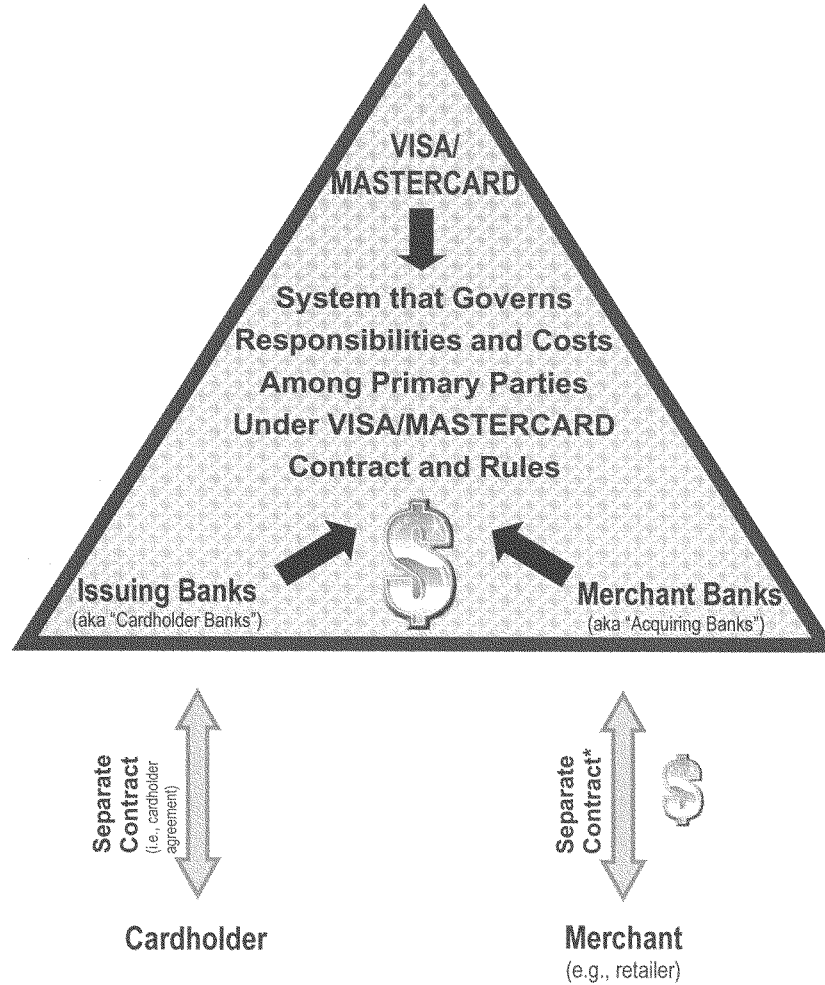 VISA/
MASTERCARD
System that Governs
Responsibilities and Costs
Among Primary Parties
Under VISA/MASTERCARD
Contract and Rules
$
Issuing Banks
(aka "Cardholder Banks")
Merchant Banks
(aka "Acquiring Banks")
Separate
Contract
(i.e., cardholder
agreement)
Separate
Contract*
$
Cardholder
Merchant
(e.g., retailer)